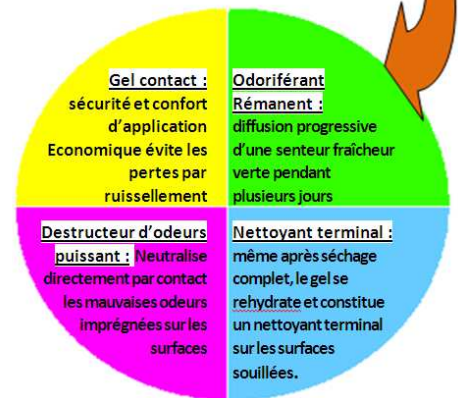 Gel contact :
sécurité et confort
d'application
Economique évite les
pertes par
ruissellement
Odoriférant
Rémanent :
diffusion progressive
d'une senteur fraîcheur
verte pendant
plusieurs jours
Destructeur d'odeurs
puissant : Neutralise
directement par contact
les mauvaises odeurs
imprégnées sur les
surfaces
Nettoyant terminal :
même après séchage
complet, le gel se
rehydrate et constitue
un nettoyant terminal
sur les surfaces
souillées.